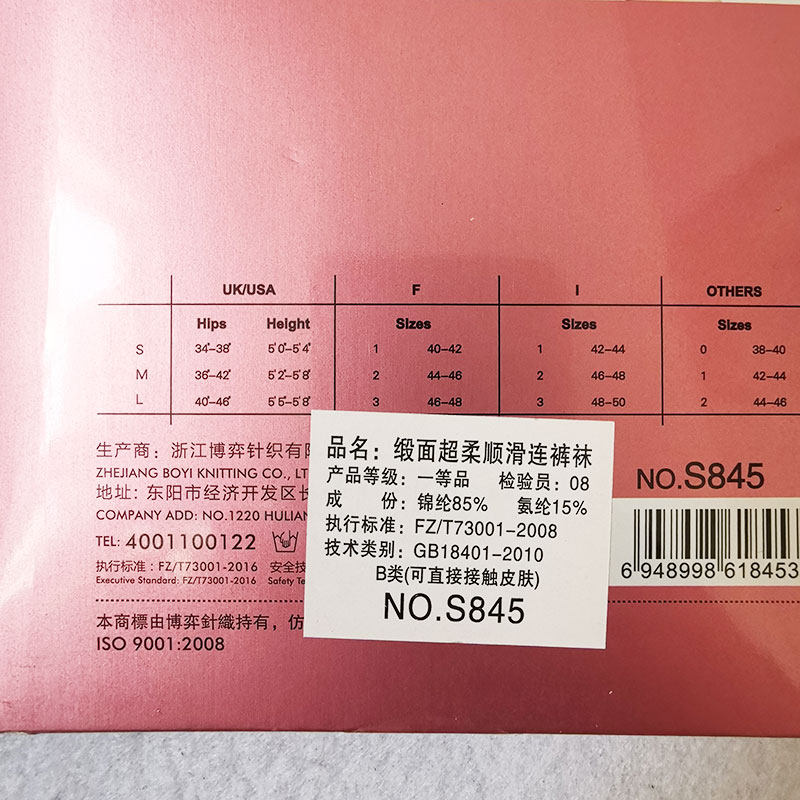 UK/USA F I OTHERS
Hips Height Sizes Sizes Sizes
S 34"-38" 5'0"-5'4" 1 40-42 1 42-44 0 38-40
M 36"-42" 5'2"-5'8" 2 44-46 2 46-48 1 42-44
L 40"-46" 5'5"-5'8" 3 46-48 3 48-50 2 44-46
生产商：浙江博弈针织有
ZHEJIANG BOYI KNITTING CO., LT
地址：东阳市经济开发区长
COMPANY ADD: NO.1220 HULIAN
TEL: 4001100122
执行标准：FZ/T73001-2016 安全技
Executive Standard: FZ/T73001-2016 Safety Te
本商標由博弈針織持有，仿
ISO 9001:2008
品名：缎面超柔顺滑连裤袜
产品等级：一等品 检验员：08
成 份：锦纶85% 氨纶15%
执行标准：FZ/T73001-2008
技术类别：GB18401-2010
B类(可直接接触皮肤)
NO.S845
NO.S845
6 948998 618453